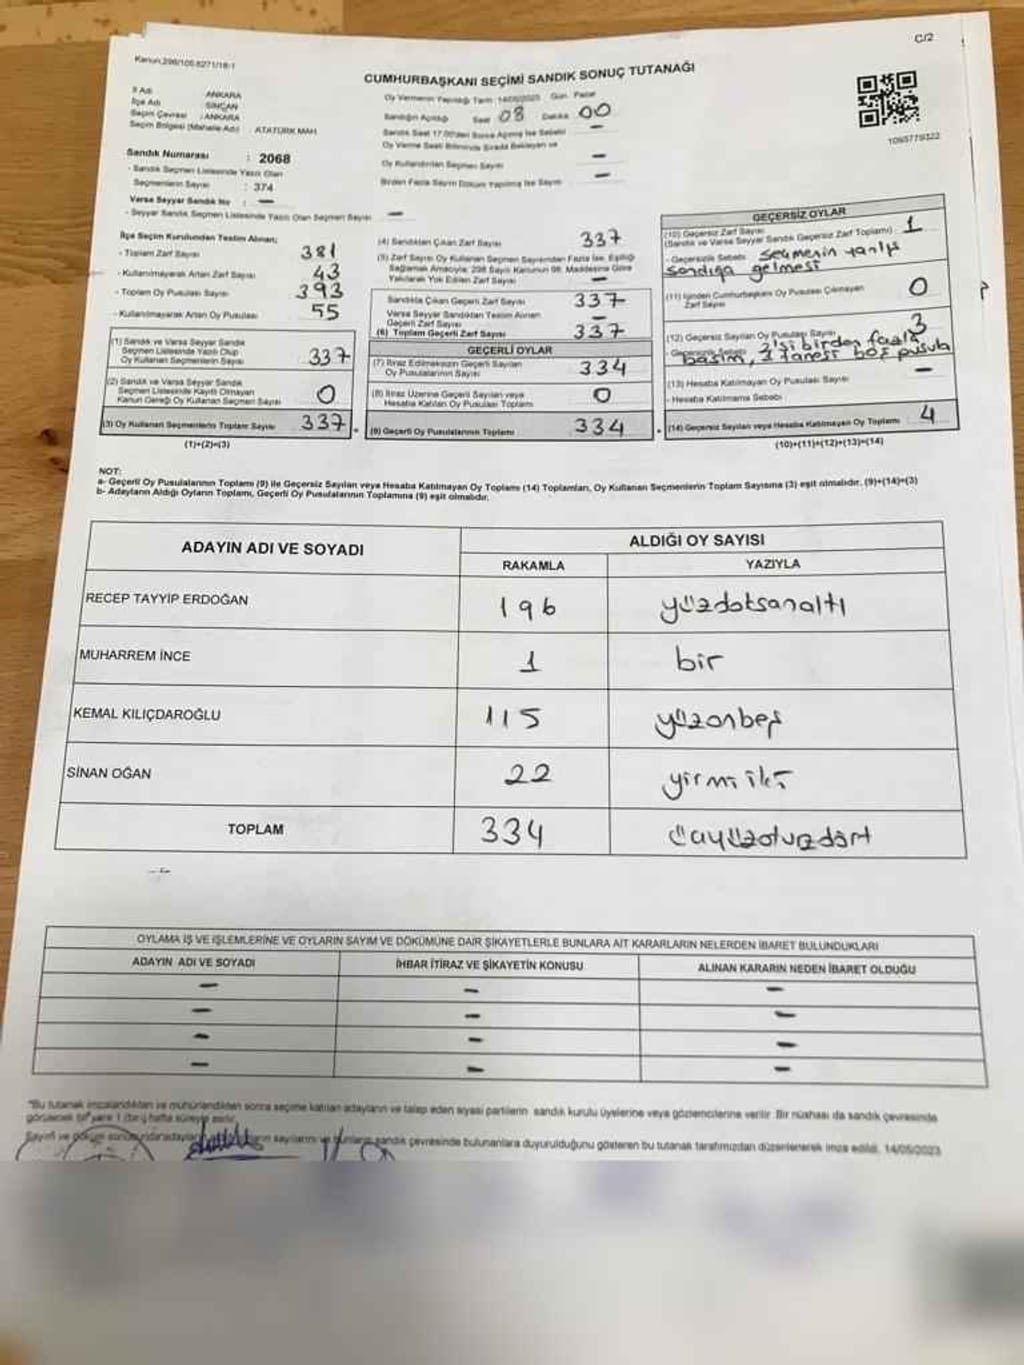 Kanun:298/105 6271/18-1
C/2
CUMHURBAŞKANI SEÇİMİ SANDIK SONUÇ TUTANAĞI
İl Adı : ANKARA
İlçe Adı : SİNCAN
Seçim Çevresi : ANKARA
Seçim Bölgesi (Mahalle Adı) : ATATÜRK MAH.
Sandık Numarası : 2068
- Sandık Seçmen Listesinde Yazılı Olan
Seçmenlerin Sayısı : 374
Varsa Seyyar Sandık No : —
- Seyyar Sandık Seçmen Listesinde Yazılı Olan Seçmen Sayısı —
Oy Vermenin Yapıldığı Tarih: 14/05/2023 Gün: Pazar
Sandığın Açıldığı Saat 08 Dakika 00
Sandık Saat 17.00'den Sonra Açılmış İse Sebebi —
Oy Verme Saati Bitiminde Sırada Bekleyen ve
Oy Kullandırılan Seçmen Sayısı —
Birden Fazla Sayım Döküm Yapılmış İse Sayısı —
1093779322
İlçe Seçim Kurulundan Teslim Alınan;
- Toplam Zarf Sayısı 381
- Kullanılmayarak Artan Zarf Sayısı 43
- Toplam Oy Pusulası Sayısı 393
- Kullanılmayarak Artan Oy Pusulası 55
(1) Sandık ve Varsa Seyyar Sandık
Seçmen Listesinde Yazılı Olup
Oy Kullanan Seçmenlerin Sayısı 337
(2) Sandık ve Varsa Seyyar Sandık
Seçmen Listesinde Kayıtlı Olmayan
Kanun Gereği Oy Kullanan Seçmen Sayısı 0
(3) Oy Kullanan Seçmenlerin Toplam Sayısı 337
(1)+(2)=(3)
(4) Sandıktan Çıkan Zarf Sayısı 337
(5) Zarf Sayısı Oy Kullanan Seçmen Sayısından Fazla İse, Eşitliği
Sağlamak Amacıyla; 298 Sayılı Kanunun 98. Maddesine Göre
Yakılarak Yok Edilen Zarf Sayısı —
Sandıkta Çıkan Geçerli Zarf Sayısı 337
Varsa Seyyar Sandıktan Teslim Alınan
Geçerli Zarf Sayısı —
(6) Toplam Geçerli Zarf Sayısı 337
GEÇERLİ OYLAR
(7) İtiraz Edilmeksizin Geçerli Sayılan
Oy Pusulalarının Sayısı 334
(8) İtiraz Üzerine Geçerli Sayılan veya
Hesaba Katılan Oy Pusulası Toplamı 0
(9) Geçerli Oy Pusulalarının Toplamı 334
GEÇERSİZ OYLAR
(10) Geçersiz Zarf Sayısı
(Sandık ve Varsa Seyyar Sandık Geçersiz Zarf Toplamı) : 1
- Geçersizlik Sebebi seçmenin yanlış
sandığa gelmesi
(11) İçinden Cumhurbaşkanı Oy Pusulası Çıkmayan
Zarf Sayısı 0
(12) Geçersiz Sayılan Oy Pusulası Sayısı 3
- Geçersizlik Sebebi 2'si birden fazla
basım, 1 tanesi boş pusula
(13) Hesaba Katılmayan Oy Pusulası Sayısı —
- Hesaba Katılmama Sebebi
(14) Geçersiz Sayılan veya Hesaba Katılmayan Oy Toplamı 4
(10)+(11)+(12)+(13)=(14)
NOT:
a- Geçerli Oy Pusulalarının Toplamı (9) ile Geçersiz Sayılan veya Hesaba Katılmayan Oy Toplamı (14) Toplamları, Oy Kullanan Seçmenlerin Toplam Sayısına (3) eşit olmalıdır. (9)+(14)=(3)
b- Adayların Aldığı Oyların Toplamı, Geçerli Oy Pusulalarının Toplamına (9) eşit olmalıdır.
ADAYIN ADI VE SOYADI ALDIĞI OY SAYISI
RAKAMLA YAZIYLA
RECEP TAYYİP ERDOĞAN 196 yüzdoksanaltı
MUHARREM İNCE 1 bir
KEMAL KILIÇDAROĞLU 115 yüzonbeş
SİNAN OĞAN 22 yirmi iki
TOPLAM 334 üçyüzotuzdört
OYLAMA İŞ VE İŞLEMLERİNE VE OYLARIN SAYIM VE DÖKÜMÜNE DAİR ŞİKAYETLERLE BUNLARA AİT KARARLARIN NELERDEN İBARET BULUNDUKLARI
ADAYIN ADI VE SOYADI İHBAR İTİRAZ VE ŞİKAYETİN KONUSU ALINAN KARARIN NEDEN İBARET OLDUĞU
— — —
— — —
— — —
— — —
"Bu tutanak imzalandıktan ve mühürlendikten sonra seçime katılan adayların ve talep eden siyasi partilerin sandık kurulu üyelerine veya gözlemcilerine verilir. Bir nüshası da sandık çevresinde
görülecek bir yere 1 (bir) hafta süreyle asılır.
Sayım ve döküm sayılarını ve bunların sandık çevresinde bulunanlara duyurulduğunu gösteren bu tutanak tarafımızdan düzenlenerek imza edildi. 14/05/2023